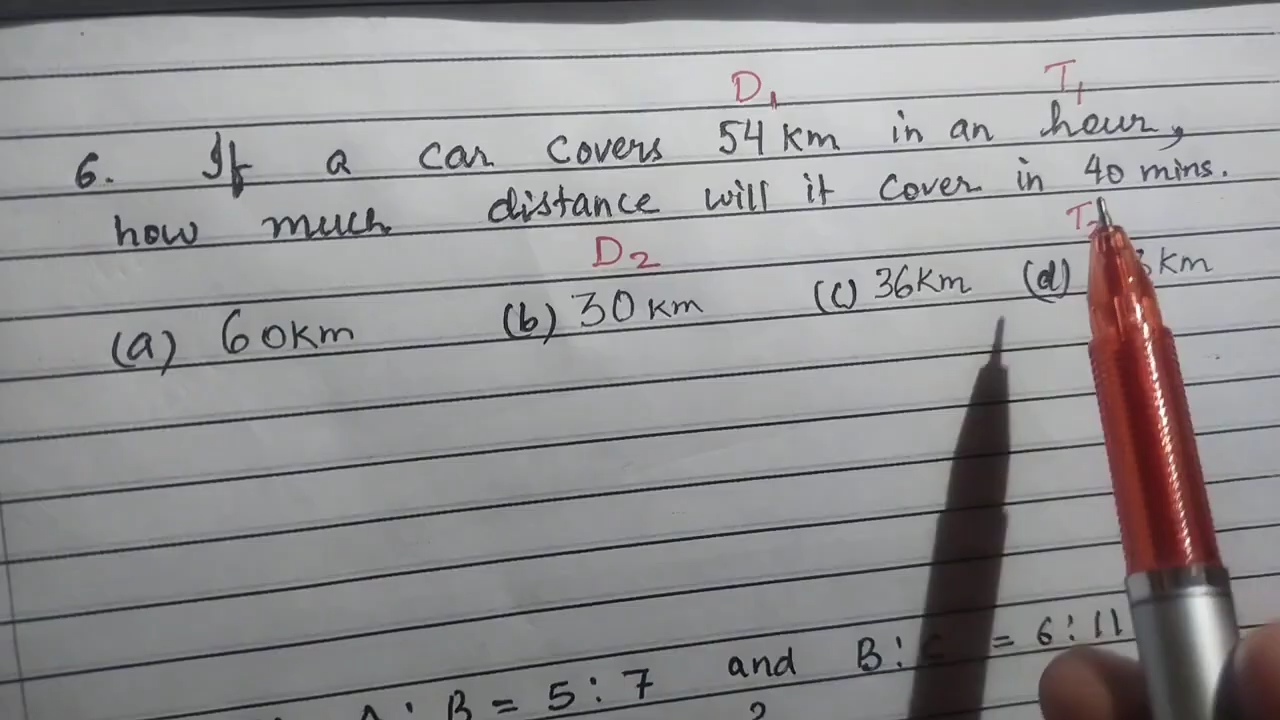 D₁ T₁
6. If a car covers 54 km in an hour,
how much distance will it cover in 40 mins.
D₂ T₂
(a) 60km (b) 30 km (c) 36km (d) km
A : B = 5 : 7 and B : = 6 : 11
?